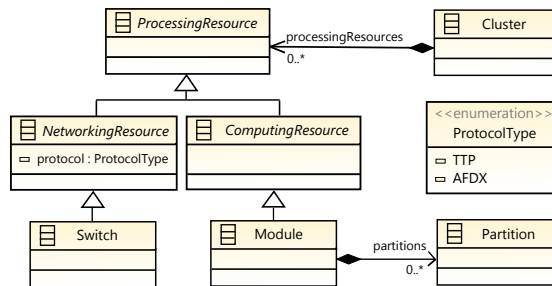 ProcessingResource
Cluster
processingResources
0..*
NetworkingResource
protocol : ProtocolType
ComputingResource
<<enumeration>>
ProtocolType
TTP
AFDX
Switch
Module
partitions
0..*
Partition